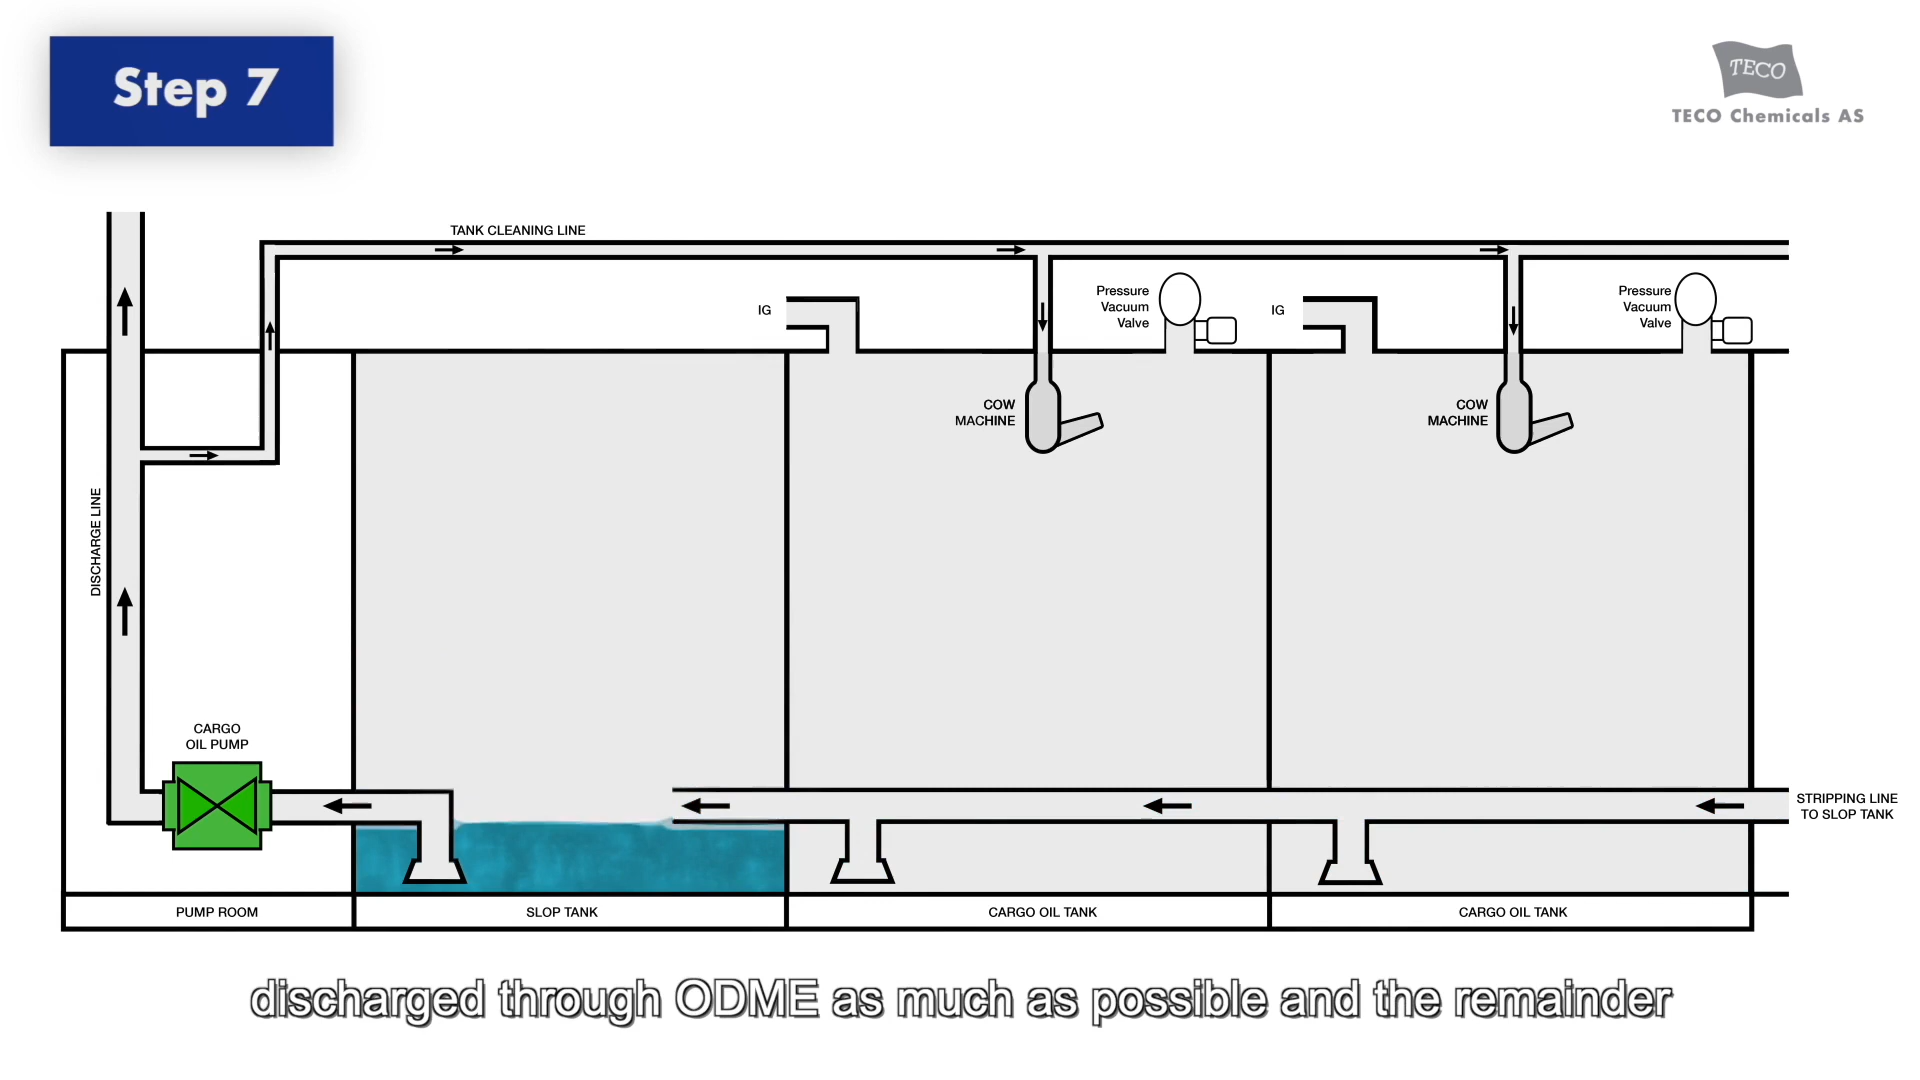 Step 7
TECO
TECO Chemicals AS
TANK CLEANING LINE
IG
Pressure
Vacuum
Valve
IG
Pressure
Vacuum
Valve
COW
MACHINE
COW
MACHINE
DISCHARGE LINE
CARGO
OIL PUMP
STRIPPING LINE
TO SLOP TANK
PUMP ROOM
SLOP TANK
CARGO OIL TANK
CARGO OIL TANK
discharged through ODME as much as possible and the remainder